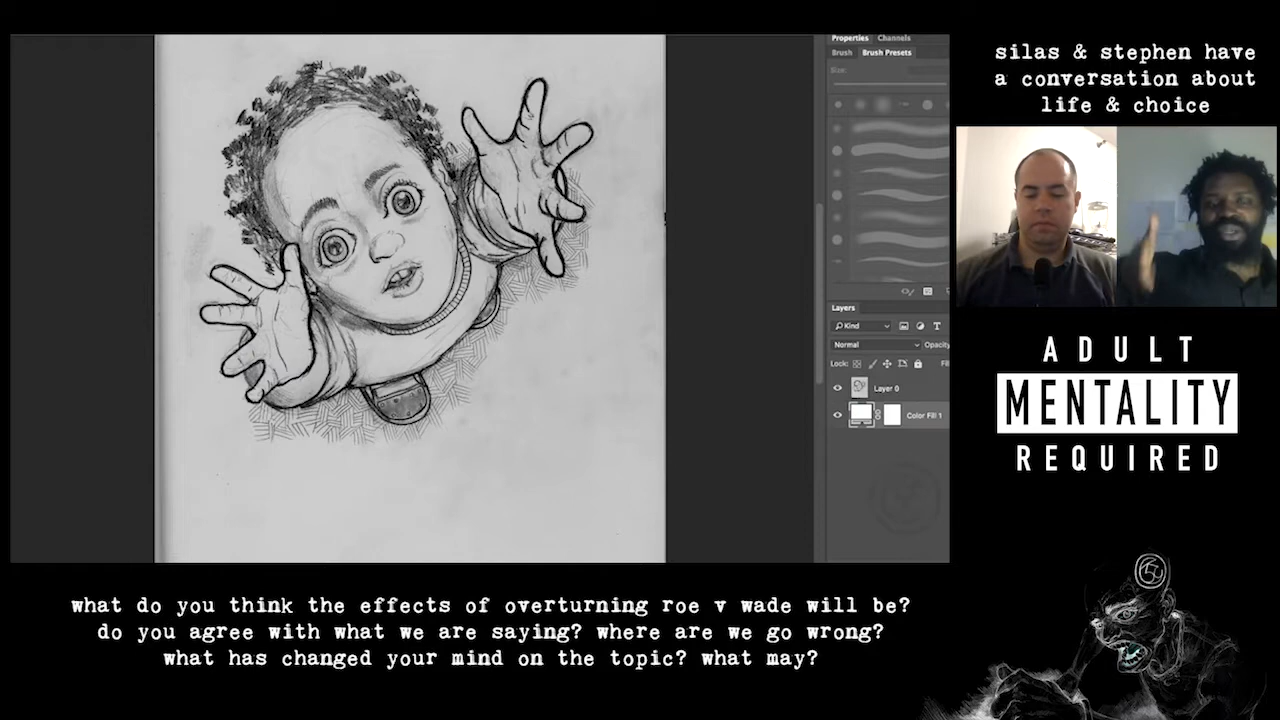 silas & stephen have
a conversation about
life & choice
Properties Channels
Brush Brush Presets
Size:
Layers
Kind
Normal Opacity
Lock:
Layer 0
Color Fill 1
ADULT
MENTALITY
REQUIRED
what do you think the effects of overturning roe v wade will be?
do you agree with what we are saying? where are we go wrong?
what has changed your mind on the topic? what may?